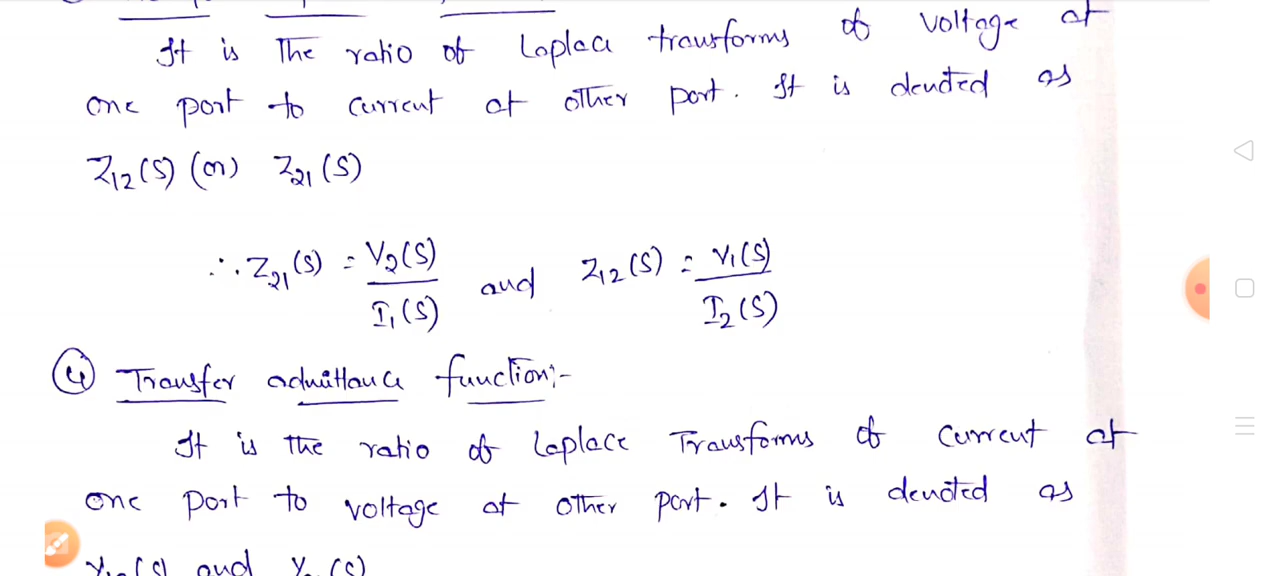 It is The ratio of Laplace transforms of voltage at
one port to current at other port. It is denoted as
Z12(S) (or) Z21(S)
∴ Z21(S) = V2(S)/I1(S) and Z12(S) = V1(S)/I2(S)
④ Transfer admittance function:-
It is the ratio of Laplace Transforms of current at
one port to voltage at other port. It is denoted as
and